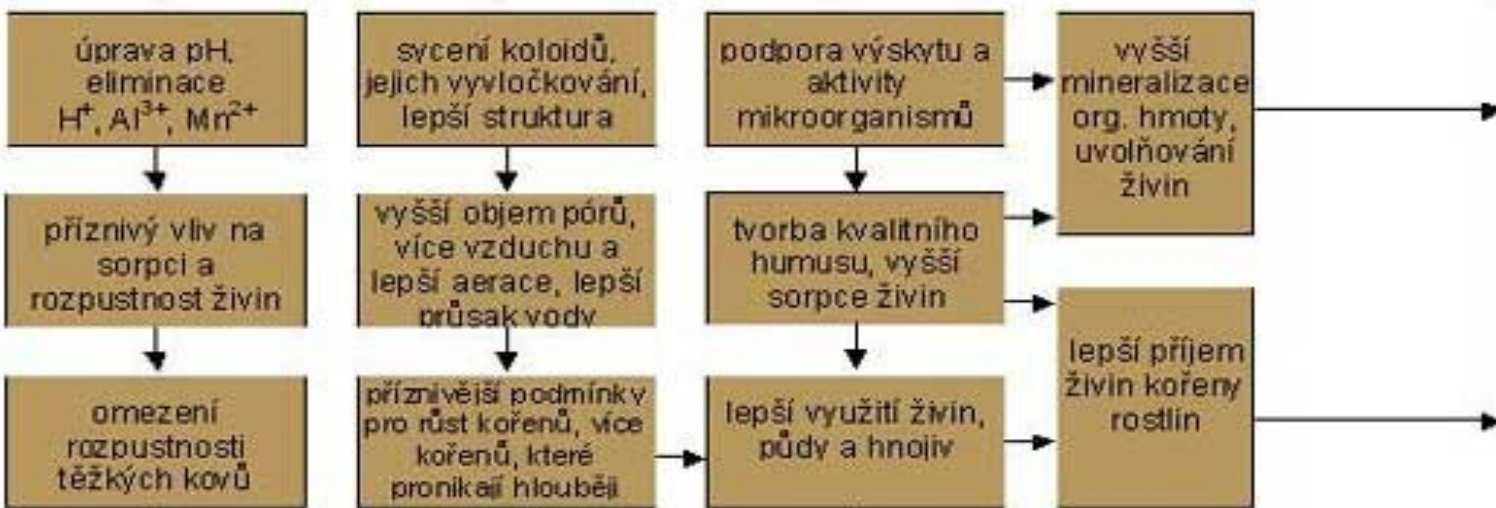 úprava pH,
eliminace
H⁺, Al³⁺, Mn²⁺
příznivý vliv na
sorpci a
rozpustnost živin
omezení
rozpustnosti
těžkých kovů
sycení koloidů,
jejich vyvločkování,
lepší struktura
vyšší objem pórů,
více vzduchu a
lepší aerace, lepší
průsak vody
příznivější podmínky
pro růst kořenů, více
kořenů, které
pronikají hlouběji
podpora výskytu a
aktivity
mikroorganismů
tvorba kvalitního
humusu, vyšší
sorpce živin
lepší využití živin,
půdy a hnojiv
vyšší
mineralizace
org. hmoty,
uvolňování
živin
lepší příjem
živin kořeny
rostlin